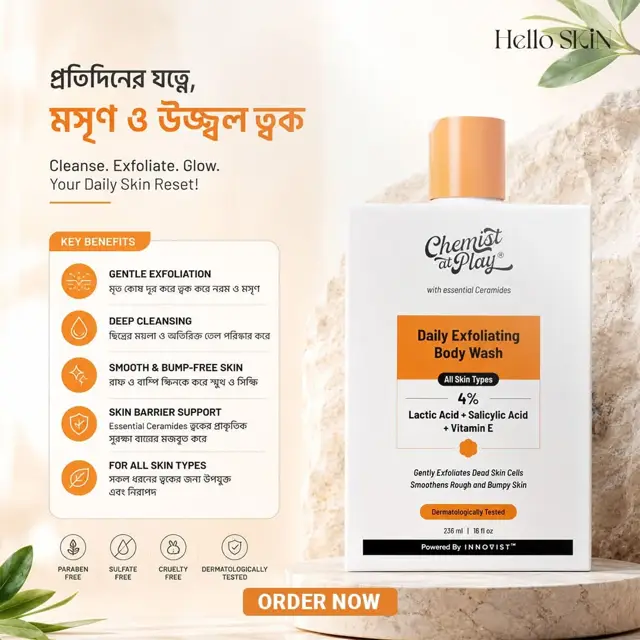 Hello SKiN
প্রতিদিনের যত্নে,
মসৃণ ও উজ্জ্বল ত্বক
Cleanse. Exfoliate. Glow.
Your Daily Skin Reset!
KEY BENEFITS
GENTLE EXFOLIATION
মৃত কোষ দূর করে ত্বক করে নরম ও মসৃণ
DEEP CLEANSING
ছিদ্রের ময়লা ও অতিরিক্ত তেল পরিষ্কার করে
SMOOTH & BUMP-FREE SKIN
রাফ ও বাম্পি স্কিনকে করে স্মুথ ও সিল্কি
SKIN BARRIER SUPPORT
Essential Ceramides ত্বকের প্রাকৃতিক
সুরক্ষা ব্যারের মজবুত করে
FOR ALL SKIN TYPES
সকল ধরনের ত্বকের জন্য উপযুক্ত
এবং নিরাপদ
PARABEN
FREE
SULFATE
FREE
CRUELTY
FREE
DERMATOLOGICALLY
TESTED
Chemist
at Play®
with essential Ceramides
Daily Exfoliating
Body Wash
All Skin Types
4%
Lactic Acid + Salicylic Acid
+ Vitamin E
Gently Exfoliates Dead Skin Cells
Smoothens Rough and Bumpy Skin
Dermatologically Tested
236 ml | 16 fl oz
Powered By INNOVIST™
ORDER NOW